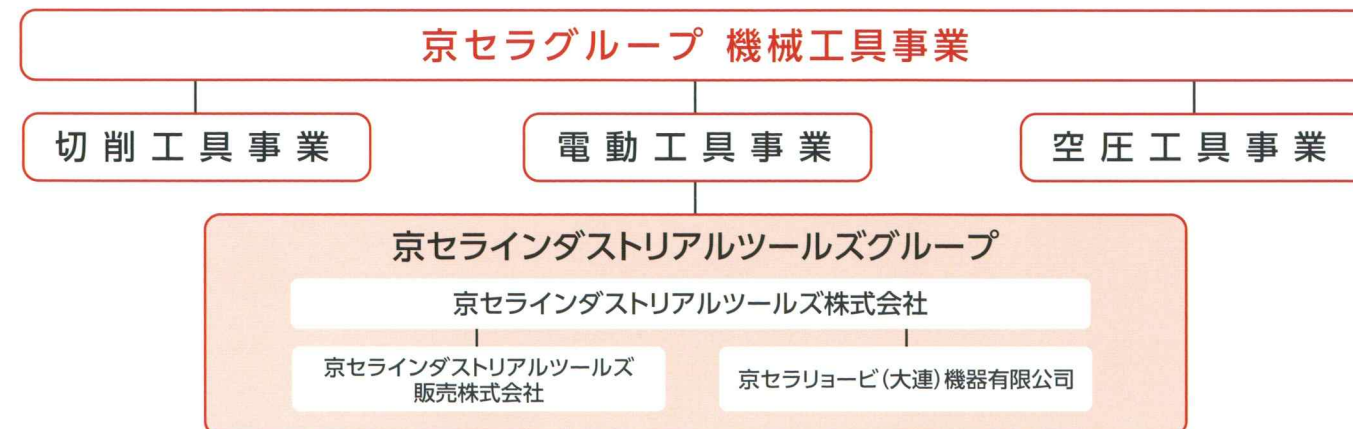 京セラグループ 機械工具事業
切削工具事業
電動工具事業
空圧工具事業
京セラインダストリアルツールズグループ
京セラインダストリアルツールズ株式会社
京セラインダストリアルツールズ
販売株式会社
京セラリョービ(大連)機器有限公司